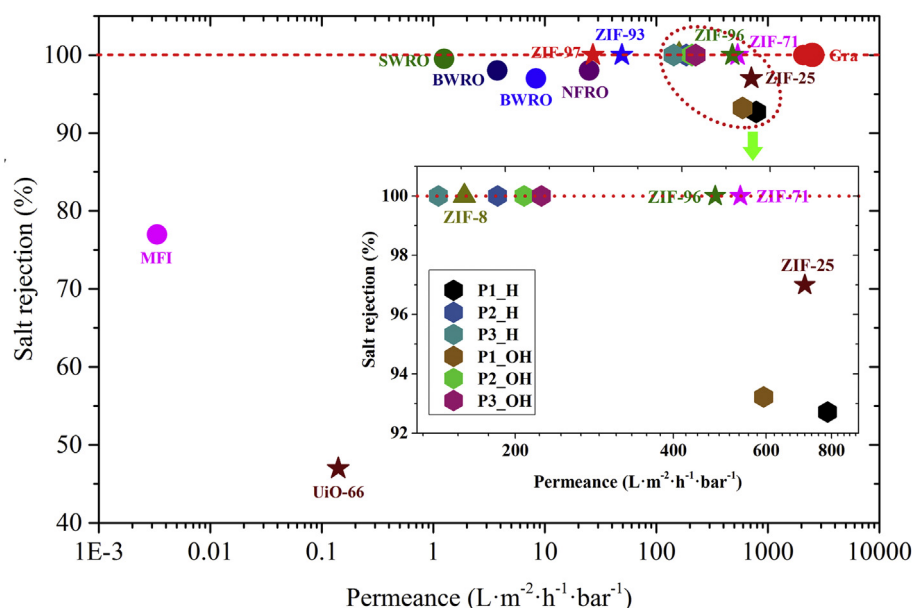 100
90
80
70
60
50
40
Salt rejection (%)
1E-3
0.01
0.1
1
10
100
1000
10000
Permeance (L·m⁻²·h⁻¹·bar⁻¹)
SWRO
BWRO
BWRO
NFRO
ZIF-97
ZIF-93
ZIF-96
ZIF-71
Gra
ZIF-25
MFI
UiO-66
100
98
96
94
92
Salt rejection (%)
ZIF-8
ZIF-96
ZIF-71
ZIF-25
P1_H
P2_H
P3_H
P1_OH
P2_OH
P3_OH
200
400
600
800
Permeance (L·m⁻²·h⁻¹·bar⁻¹)